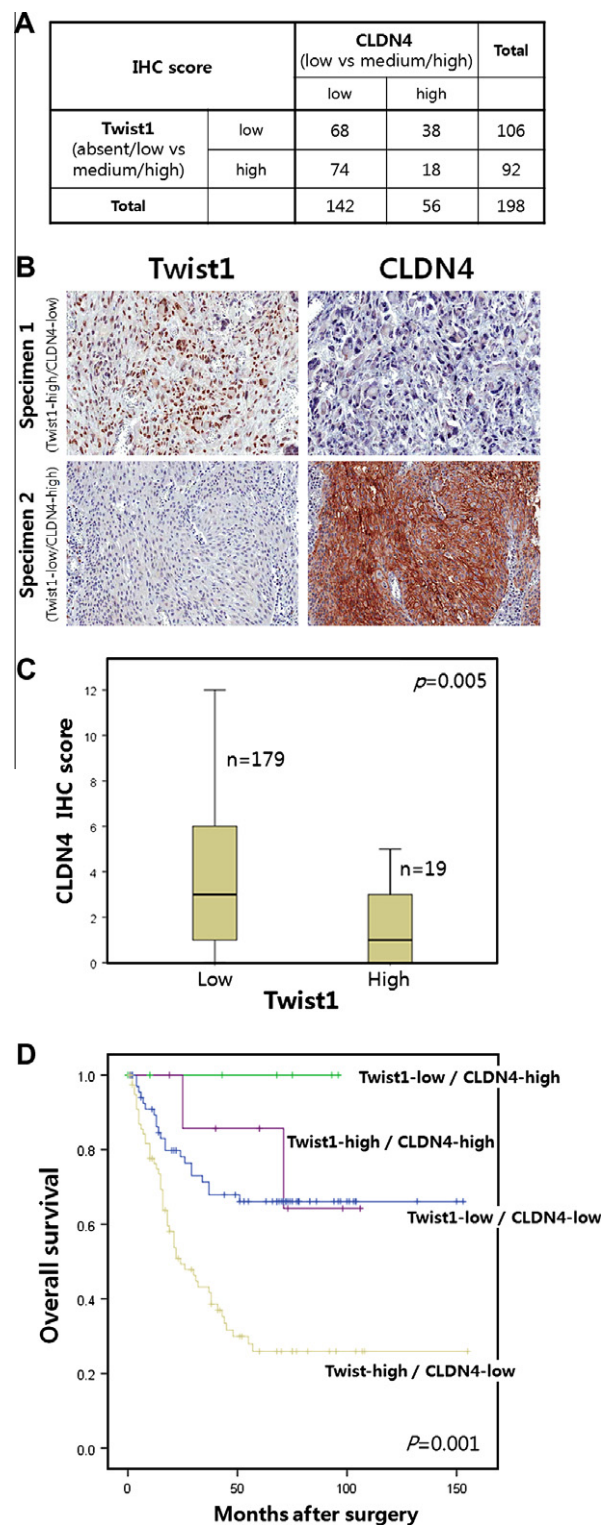 A
IHC score
CLDN4
(low vs medium/high)
Total
low
high
Twist1
(absent/low vs
medium/high)
low
68
38
106
high
74
18
92
Total
142
56
198
B
Twist1
CLDN4
Specimen 1
(Twist1-high/CLDN4-low)
Specimen 2
(Twist1-low/CLDN4-high)
C
p=0.005
CLDN4 IHC score
12
10
8
6
4
2
0
n=179
n=19
Low
High
Twist1
D
Overall survival
1.0
0.8
0.6
0.4
0.2
0.0
Twist1-low / CLDN4-high
Twist1-high / CLDN4-high
Twist1-low / CLDN4-low
Twist-high / CLDN4-low
P=0.001
0
50
100
150
Months after surgery